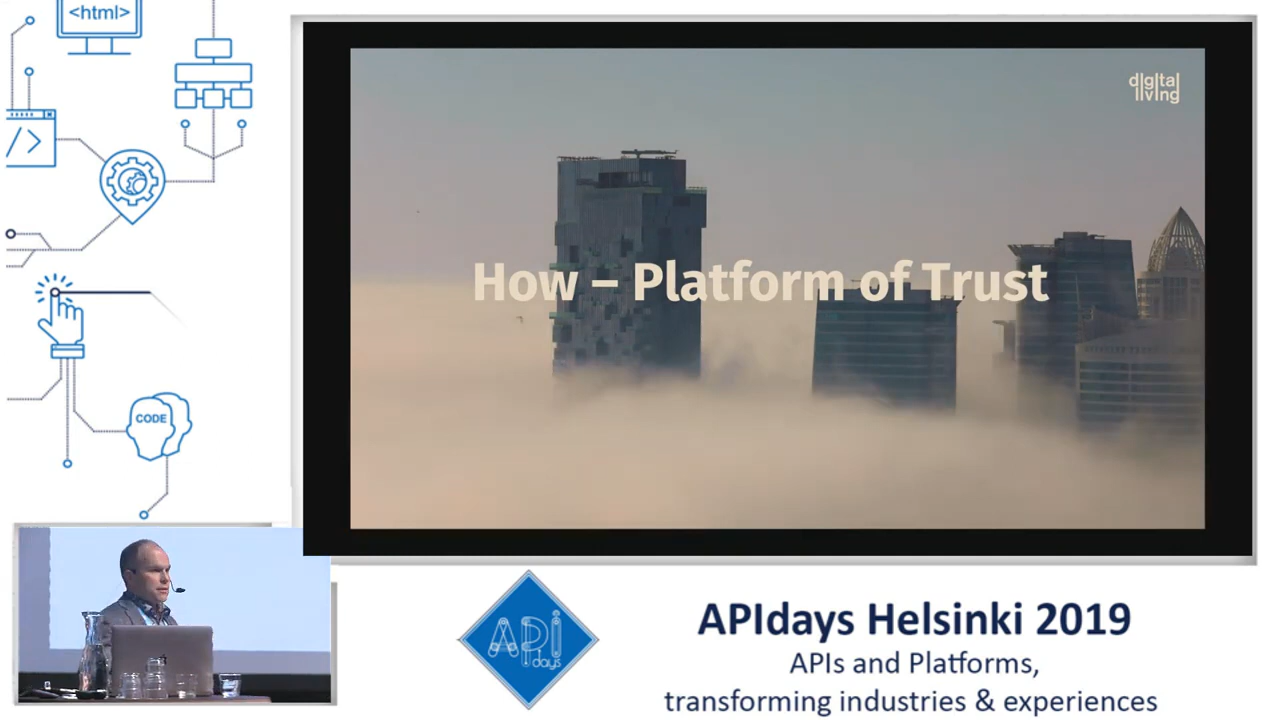 <html>
digital
living
How – Platform of Trust
/>
CODE
API
days
APIdays Helsinki 2019
APIs and Platforms,
transforming industries & experiences